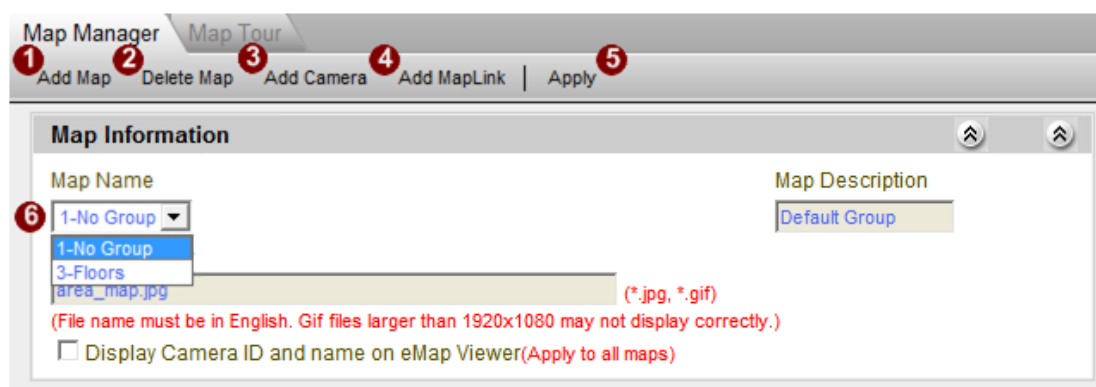 Map Manager Map Tour
1 Add Map 2 Delete Map 3 Add Camera 4 Add MapLink | Apply 5
Map Information
Map Name Map Description
6 1-No Group Default Group
1-No Group
3-Floors
area_map.jpg (*.jpg, *.gif)
(File name must be in English. Gif files larger than 1920x1080 may not display correctly.)
Display Camera ID and name on eMap Viewer(Apply to all maps)